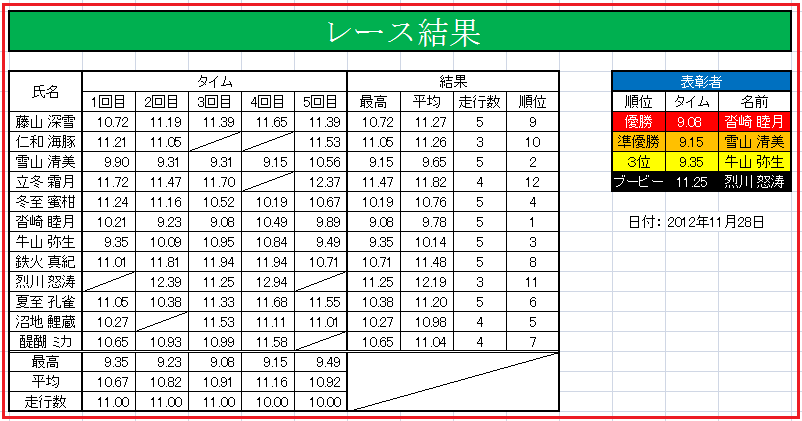 レース結果
氏名 タイム 結果
1回目 2回目 3回目 4回目 5回目 最高 平均 走行数 順位
藤山 深雪 10.72 11.19 11.39 11.65 11.39 10.72 11.27 5 9
仁和 海豚 11.21 11.05 11.53 11.05 11.26 3 10
雪山 清美 9.90 9.31 9.31 9.15 10.56 9.15 9.65 5 2
立冬 霜月 11.72 11.47 11.70 12.37 11.47 11.82 4 12
冬至 蜜柑 11.24 11.16 10.52 10.19 10.67 10.19 10.76 5 4
沓崎 睦月 10.21 9.23 9.08 10.49 9.89 9.08 9.78 5 1
牛山 弥生 9.35 10.09 10.95 10.84 9.49 9.35 10.14 5 3
鉄火 真紀 11.01 11.81 11.94 11.94 10.71 10.71 11.48 5 8
烈川 怒涛 12.39 11.25 12.94 11.25 12.19 3 11
夏至 孔雀 11.05 10.38 11.33 11.68 11.55 10.38 11.20 5 6
沼地 鯉蔵 10.27 11.53 11.11 11.01 10.27 10.98 4 5
醍醐 ミカ 10.65 10.93 10.99 11.58 10.65 11.04 4 7
最高 9.35 9.23 9.08 9.15 9.49
平均 10.67 10.82 10.91 11.16 10.92
走行数 11.00 11.00 11.00 10.00 10.00
表彰者
順位 タイム 名前
優勝 9.08 沓崎 睦月
準優勝 9.15 雪山 清美
3位 9.35 牛山 弥生
ブービー 11.25 烈川 怒涛
日付: 2012年11月28日